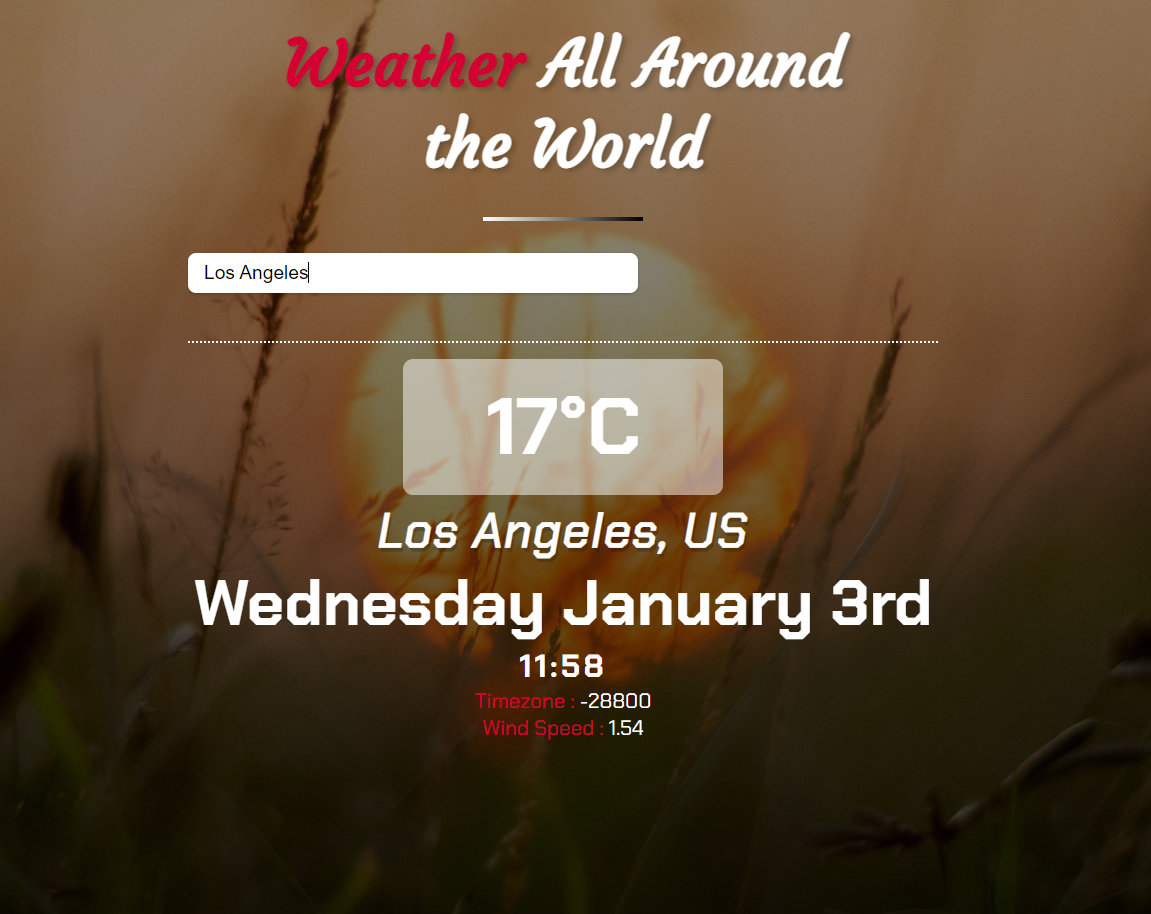 Weather All Around
the World
Los Angeles
17°C
Los Angeles, US
Wednesday January 3rd
11:58
Timezone : -28800
Wind Speed : 1.54